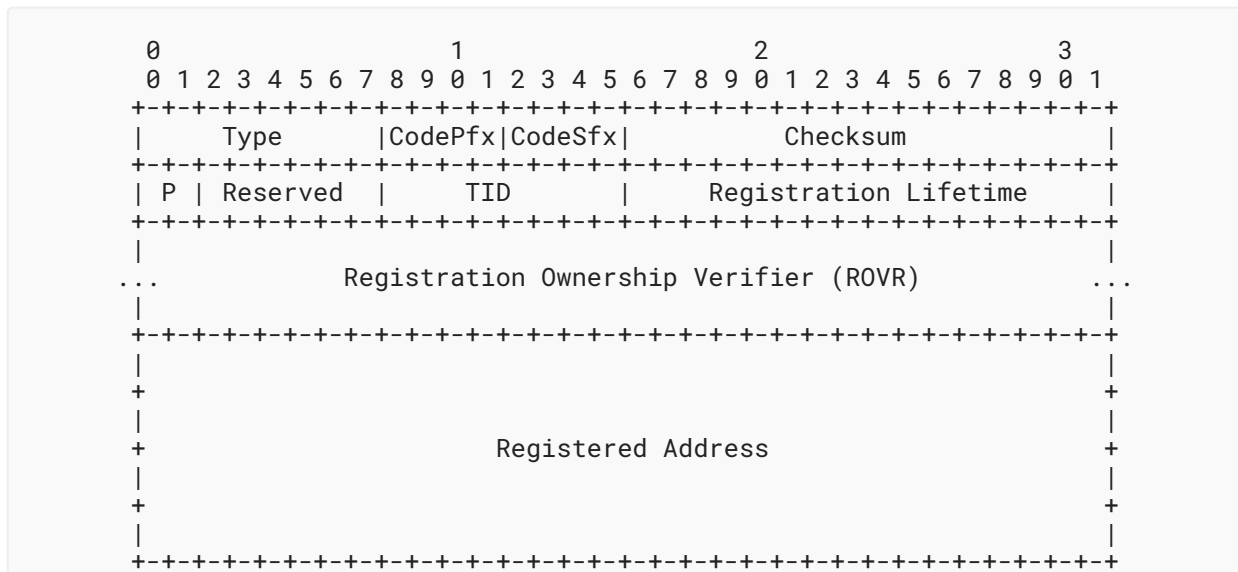 0                   1                   2                   3
 0 1 2 3 4 5 6 7 8 9 0 1 2 3 4 5 6 7 8 9 0 1 2 3 4 5 6 7 8 9 0 1
+-+-+-+-+-+-+-+-+-+-+-+-+-+-+-+-+-+-+-+-+-+-+-+-+-+-+-+-+-+-+-+-+
|     Type      |CodePfx|CodeSfx|          Checksum             |
+-+-+-+-+-+-+-+-+-+-+-+-+-+-+-+-+-+-+-+-+-+-+-+-+-+-+-+-+-+-+-+-+
| P | Reserved  |     TID       |     Registration Lifetime     |
+-+-+-+-+-+-+-+-+-+-+-+-+-+-+-+-+-+-+-+-+-+-+-+-+-+-+-+-+-+-+-+-+
|                                                               |
...            Registration Ownership Verifier (ROVR)           ...
|                                                               |
+-+-+-+-+-+-+-+-+-+-+-+-+-+-+-+-+-+-+-+-+-+-+-+-+-+-+-+-+-+-+-+-+
|                                                               |
+                                                               +
|                                                               |
+                       Registered Address                      +
|                                                               |
+                                                               +
|                                                               |
+-+-+-+-+-+-+-+-+-+-+-+-+-+-+-+-+-+-+-+-+-+-+-+-+-+-+-+-+-+-+-+-+